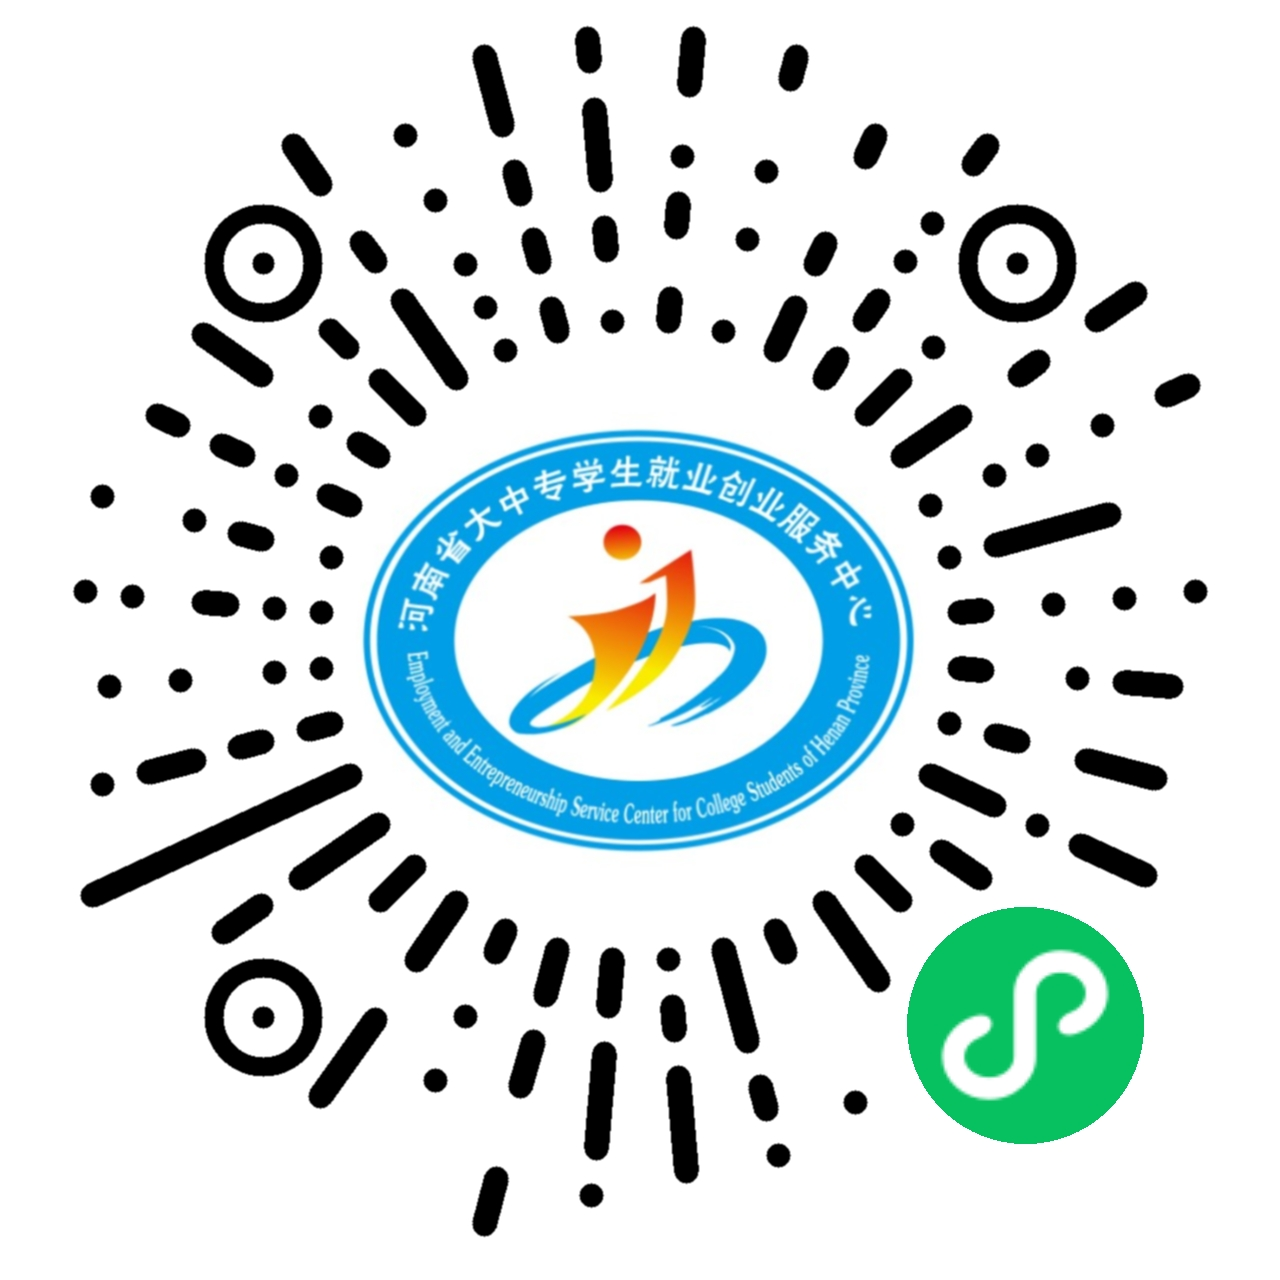 河南省大中专学生就业创业服务中心
Employment and Entrepreneurship Service Center for College Students of Henan Province